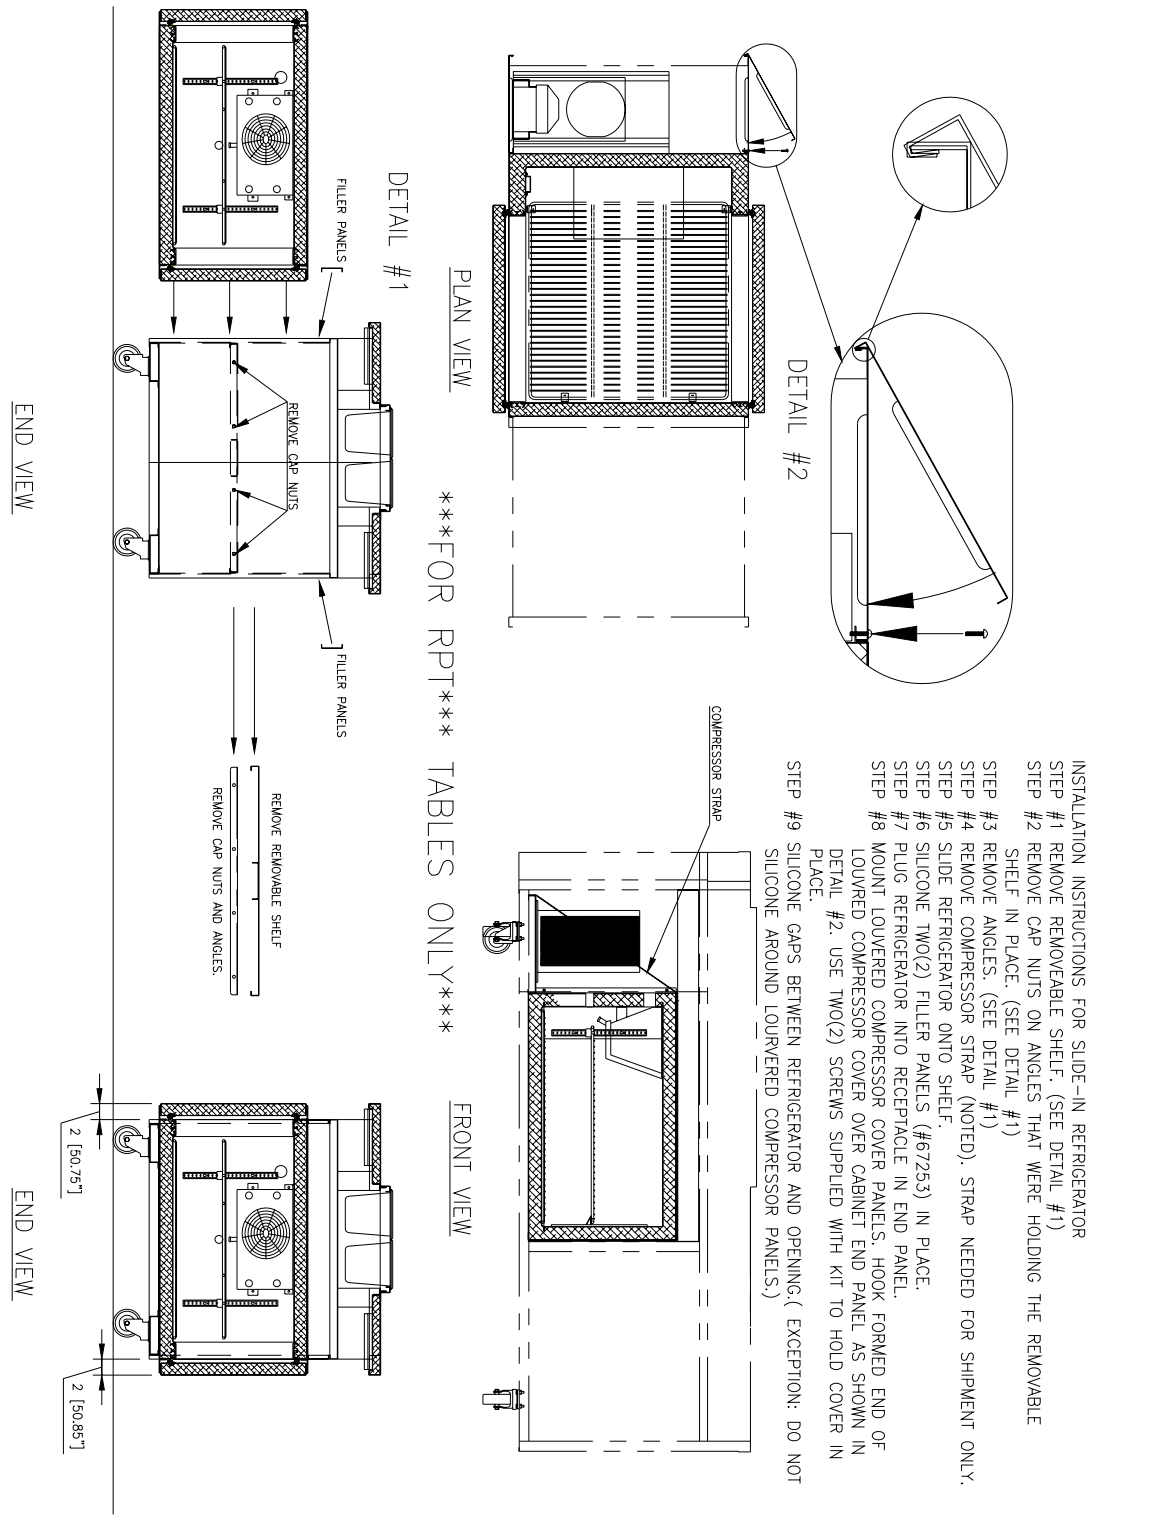 INSTALLATION INSTRUCTIONS FOR SLIDE-IN REFRIGERATOR
STEP #1 REMOVE REMOVEABLE SHELF. (SEE DETAIL #1)
STEP #2 REMOVE CAP NUTS ON ANGLES THAT WERE HOLDING THE REMOVABLE
SHELF IN PLACE. (SEE DETAIL #1)
STEP #3 REMOVE ANGLES. (SEE DETAIL #1)
STEP #4 REMOVE COMPRESSOR STRAP (NOTED). STRAP NEEDED FOR SHIPMENT ONLY.
STEP #5 SLIDE REFRIGERATOR ONTO SHELF.
STEP #6 SILICONE TWO(2) FILLER PANELS (#67253) IN PLACE.
STEP #7 PLUG REFRIGERATOR INTO RECEPTACLE IN END PANEL.
STEP #8 MOUNT LOUVERED COMPRESSOR COVER PANELS. HOOK FORMED END OF
LOUVRED COMPRESSOR COVER OVER CABINET END PANEL AS SHOWN IN
DETAIL #2. USE TWO(2) SCREWS SUPPLIED WITH KIT TO HOLD COVER IN
PLACE.
STEP #9 SILICONE GAPS BETWEEN REFRIGERATOR AND OPENING.( EXCEPTION: DO NOT
SILICONE AROUND LOURVERED COMPRESSOR PANELS.)
DETAIL #2
COMPRESSOR STRAP
PLAN VIEW
FRONT VIEW
***FOR RPT*** TABLES ONLY***
DETAIL #1
FILLER PANELS
FILLER PANELS
REMOVE CAP NUTS
REMOVE REMOVABLE SHELF
REMOVE CAP NUTS AND ANGLES.
2 [50.75"]
2 [50.85"]
END VIEW
END VIEW